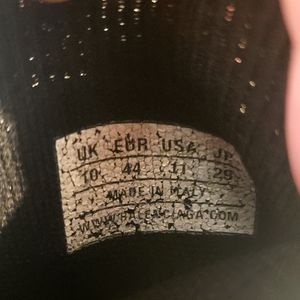 UK EUR USA JP
10 44 11 29
MADE IN ITALY
WWW.BALENCIAGA.COM